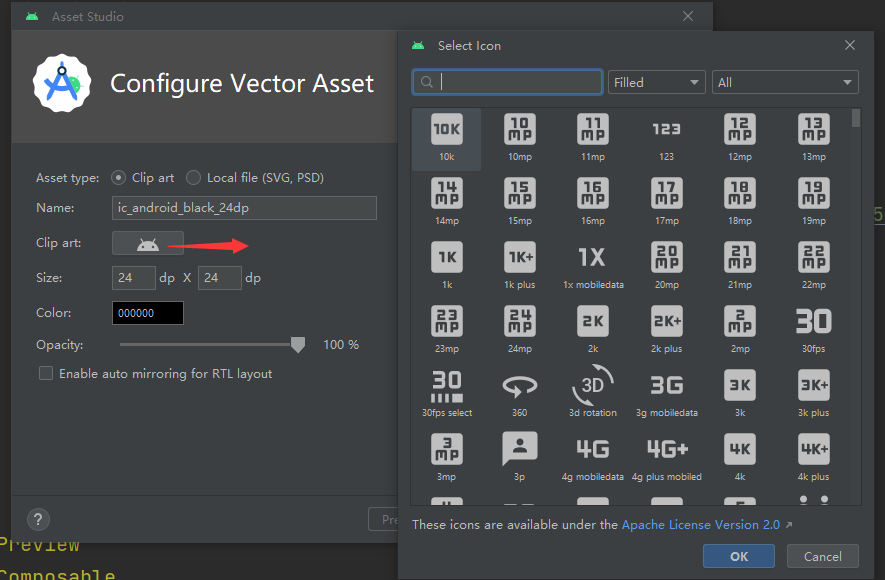 Asset Studio
Configure Vector Asset
Asset type: Clip art Local file (SVG, PSD)
Name: ic_android_black_24dp
Clip art:
Size: 24 dp X 24 dp
Color: 000000
Opacity: 100 %
Enable auto mirroring for RTL layout
?
Pre
Preview
Composable
Select Icon
Filled All
10K 10 MP 11 MP 123 12 MP 13 MP
10k 10mp 11mp 123 12mp 13mp
14 MP 15 MP 16 MP 17 MP 18 MP 19 MP
14mp 15mp 16mp 17mp 18mp 19mp
1K 1K+ 1X 20 MP 21 MP 22 MP
1k 1k plus 1x mobiledata 20mp 21mp 22mp
23 MP 24 MP 2K 2K+ 2 MP 30
23mp 24mp 2k 2k plus 2mp 30fps
30 3D 3G 3K 3K+
30fps select 360 3d rotation 3g mobiledata 3k 3k plus
3 MP 4G 4G+ 4K 4K+
3mp 3p 4g mobiledata 4g plus mobiled 4k 4k plus
These icons are available under the Apache License Version 2.0
OK Cancel
5